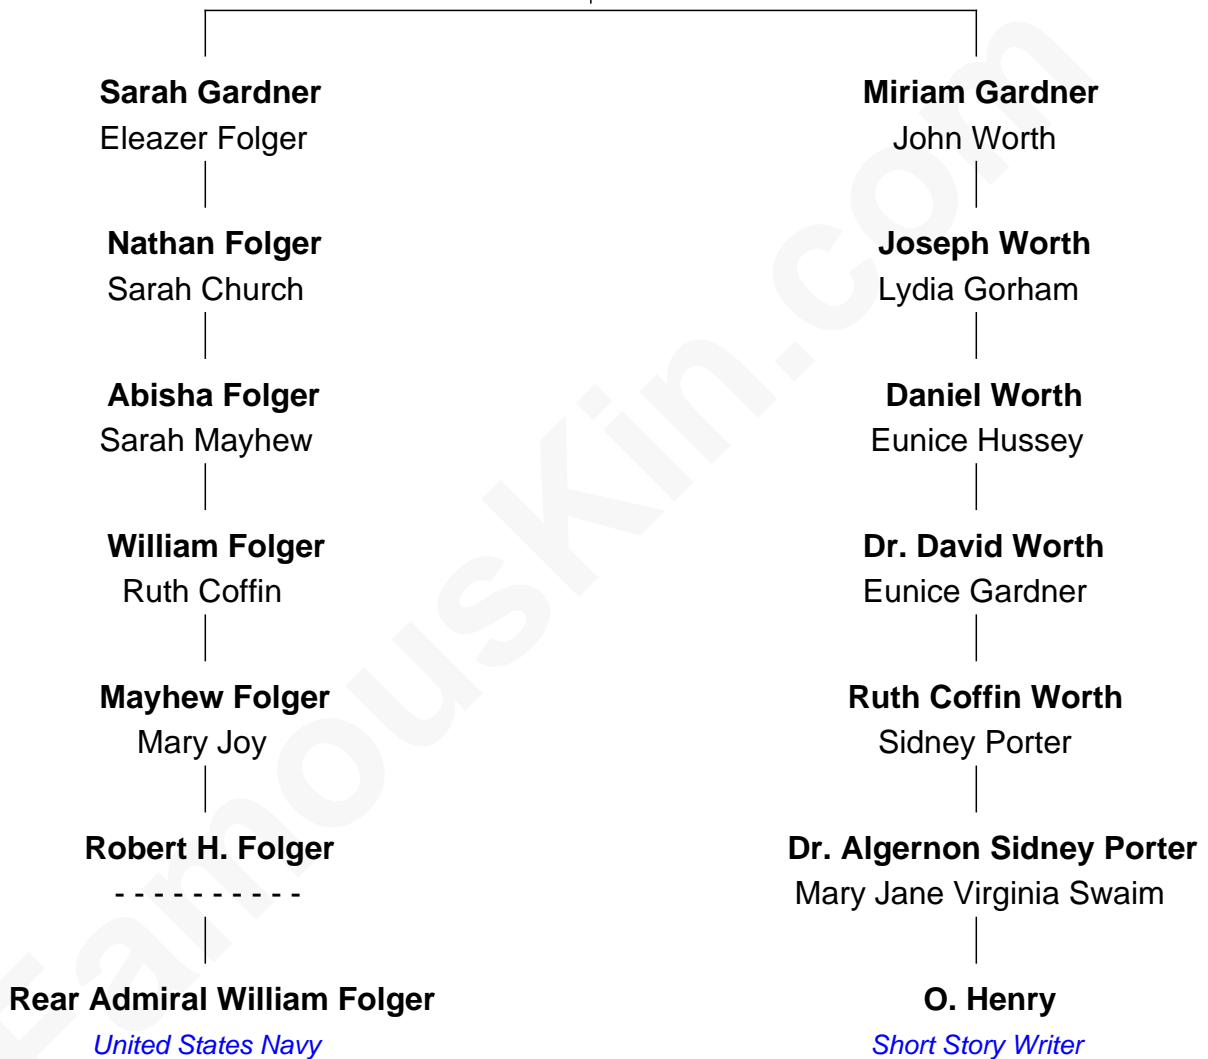 Sarah Gardner
Eleazer Folger
Nathan Folger
Sarah Church
Abisha Folger
Sarah Mayhew
William Folger
Ruth Coffin
Mayhew Folger
Mary Joy
Robert H. Folger
- - - - - - - - - -
Rear Admiral William Folger
United States Navy
Miriam Gardner
John Worth
Joseph Worth
Lydia Gorham
Daniel Worth
Eunice Hussey
Dr. David Worth
Eunice Gardner
Ruth Coffin Worth
Sidney Porter
Dr. Algernon Sidney Porter
Mary Jane Virginia Swaim
O. Henry
Short Story Writer
FamousKin.com